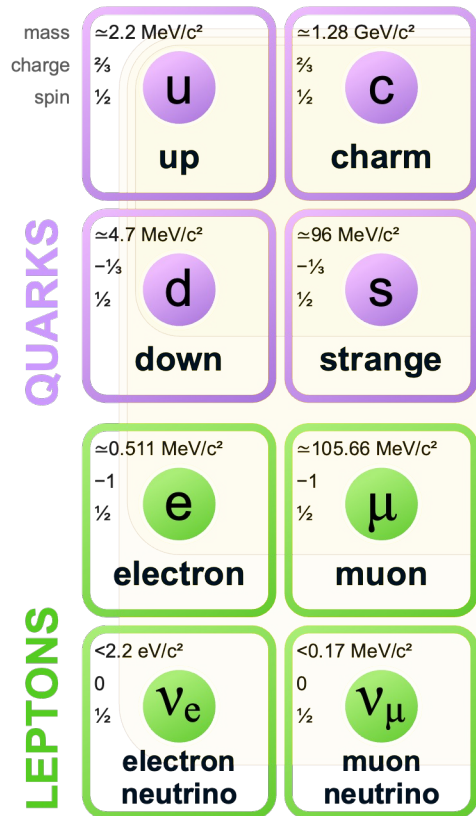 mass
charge
spin
≃2.2 MeV/c²
⅔
½
u
up
≃1.28 GeV/c²
⅔
½
c
charm
QUARKS
≃4.7 MeV/c²
−⅓
½
d
down
≃96 MeV/c²
−⅓
½
s
strange
≃0.511 MeV/c²
−1
½
e
electron
≃105.66 MeV/c²
−1
½
μ
muon
LEPTONS
<2.2 eV/c²
0
½
νe
electron
neutrino
<0.17 MeV/c²
0
½
νμ
muon
neutrino